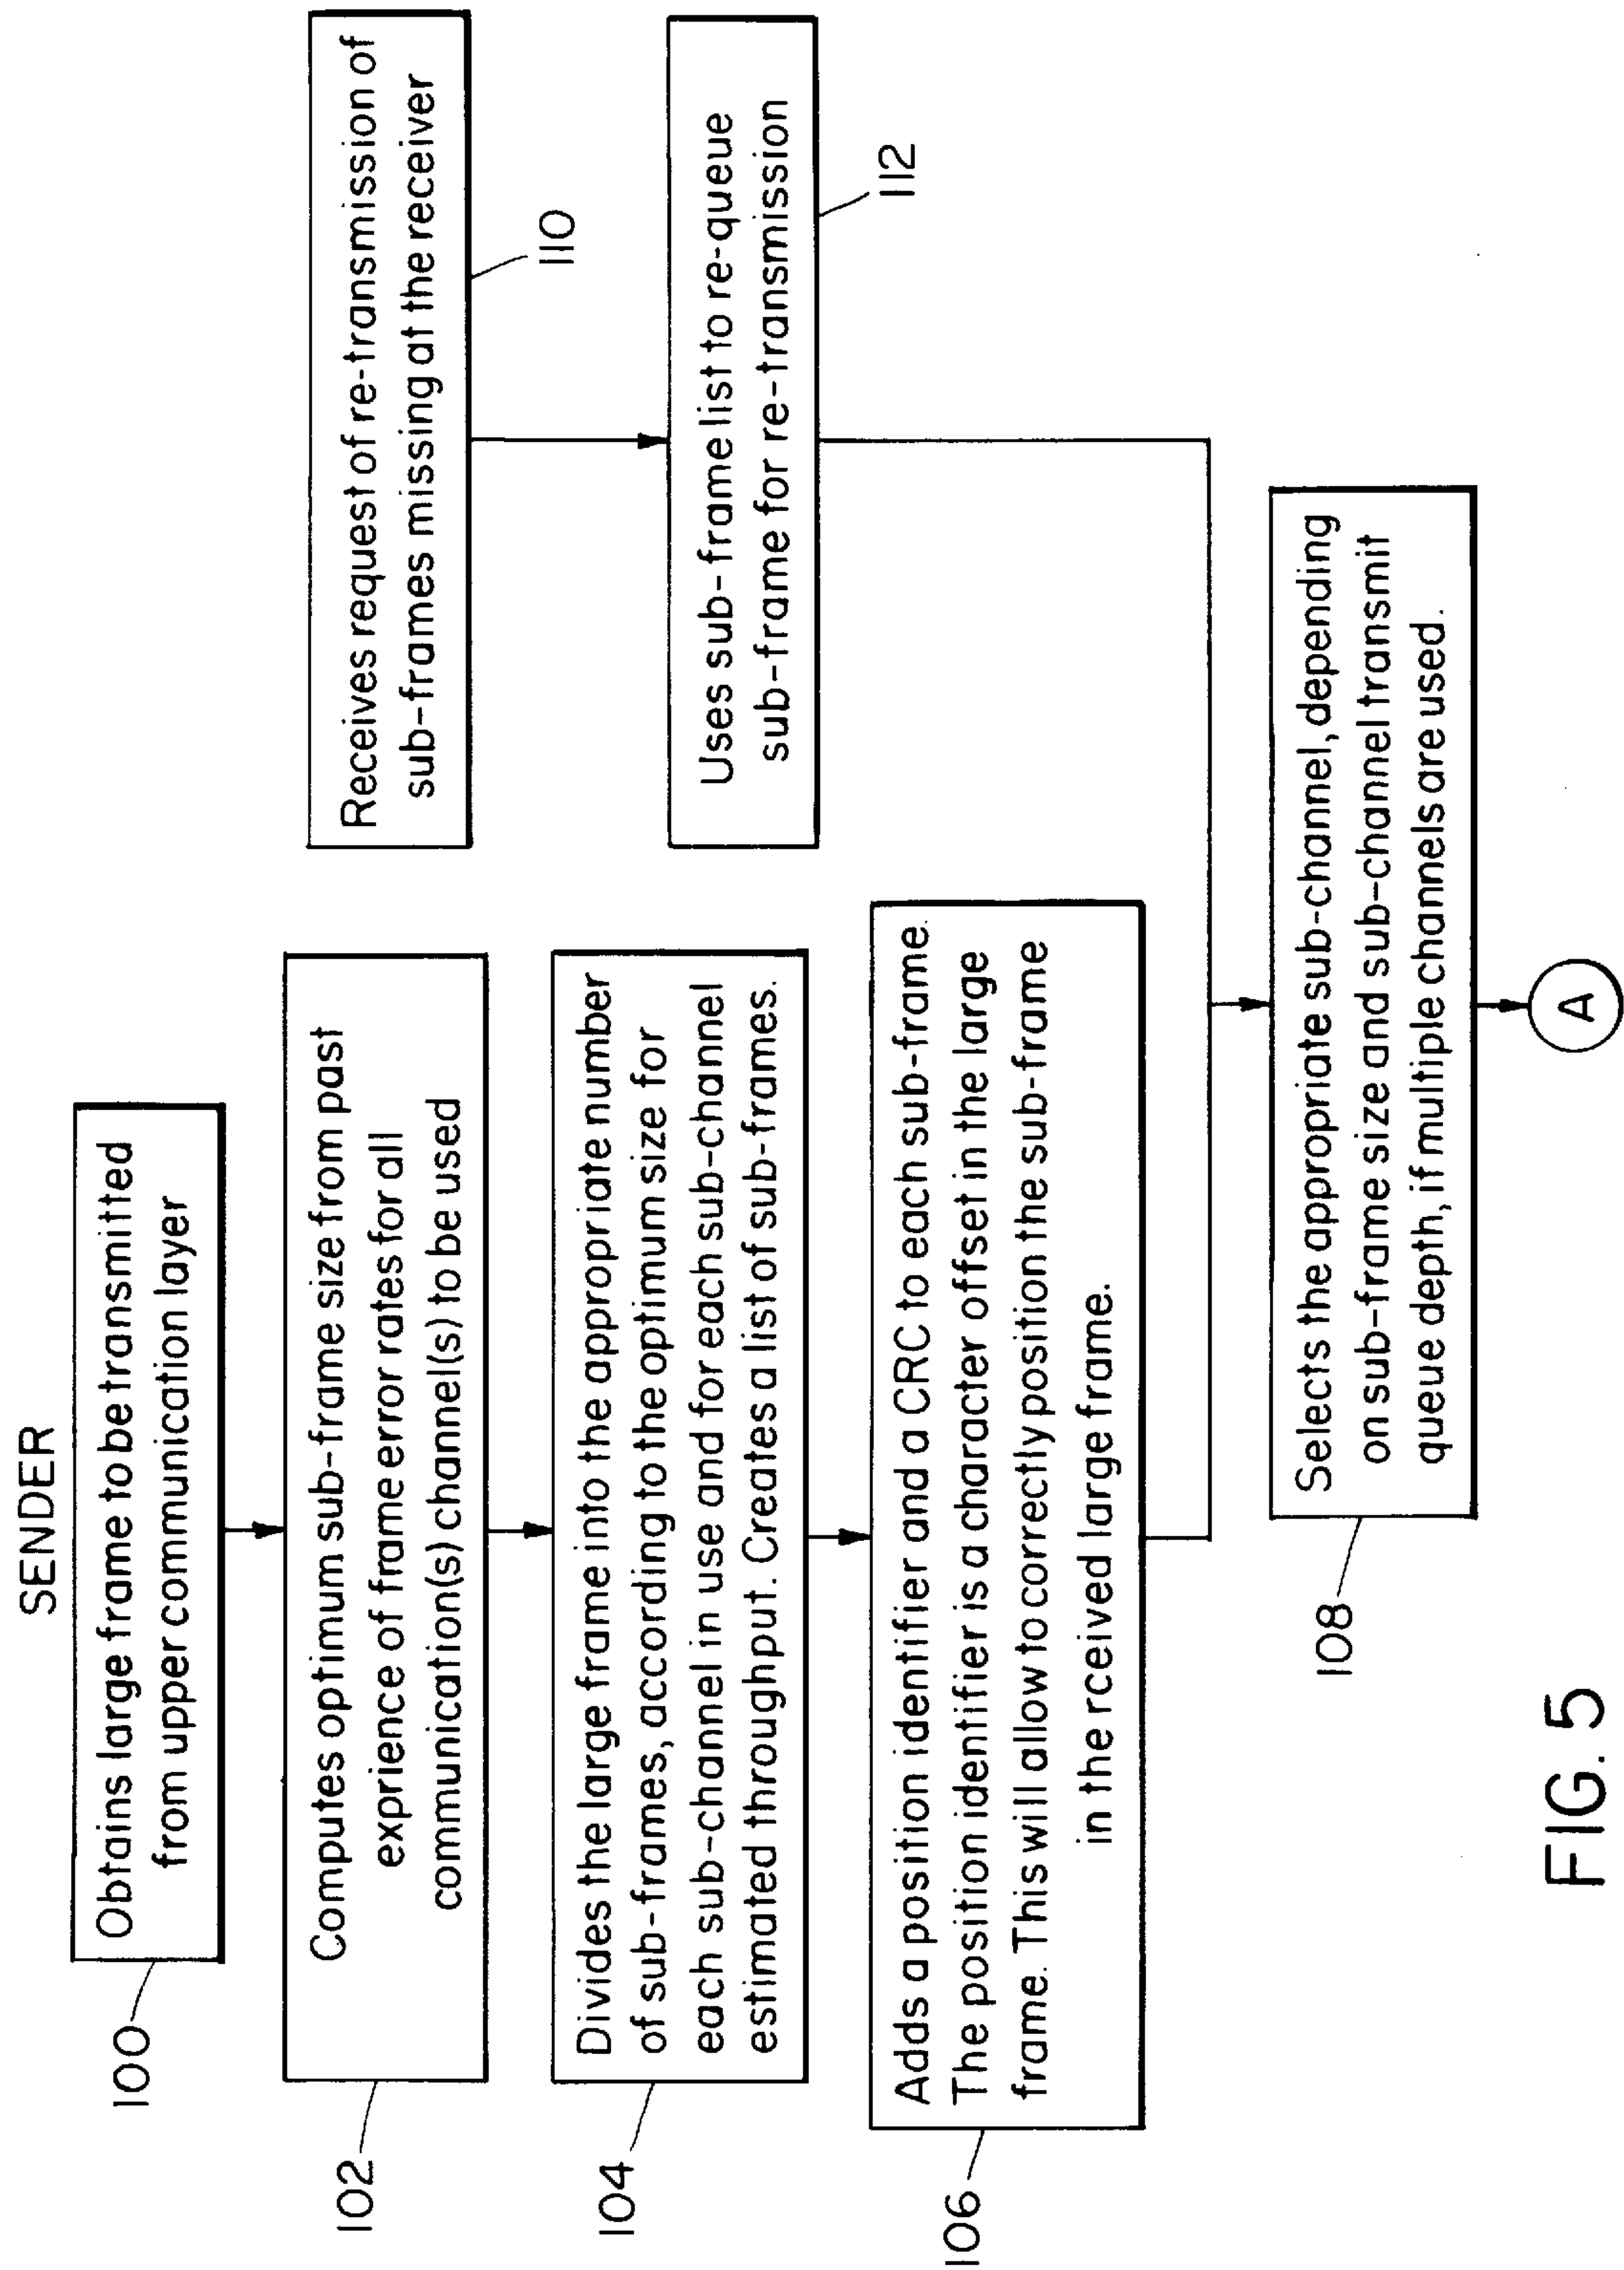 SENDER
Obtains large frame to be transmitted
from upper communication layer
100
Computes optimum sub-frame size from past
exprience of frame error rates for all
communication(s) channel(s) to be used
102
Divides the large frame into the appropriate number
of sub-frames, according to the optimum size for
each sub-channel in use and for each sub-channel
estimated throughput. Creates a list of sub-frames.
104
Adds a position identifier and a CRC to each sub-frame.
The position identifier is a character offset in the large
frame. This will allow to correctly position the sub-frame
in the rceived large frame.
106
Receives request of re-transmission of
sub-frames missing at the receiver
110
Uses sub-frame list to re-queue
sub-frame for re-transmission
112
Selects the appropriate sub-channel, depending
on sub-frame size and sub-channel transmit
queue depth, if multiple channels are used.
108
A
FIG. 5